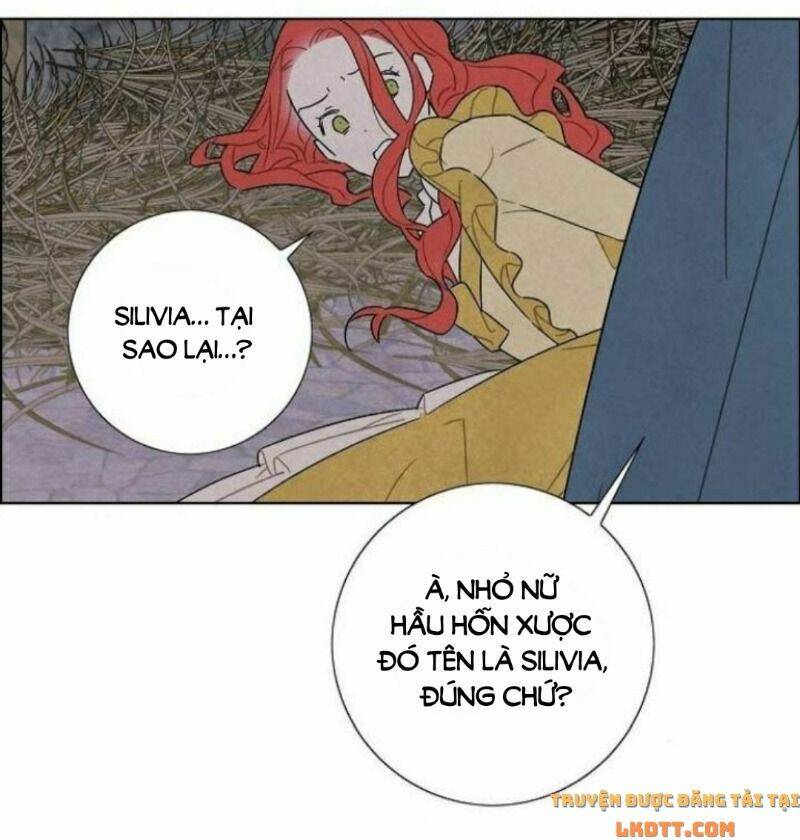 SILIVIA... TẠI
SAO LẠI...?
À, NHỎ NỮ
HẦU HỖN XƯỢC
ĐÓ TÊN LÀ SILIVIA,
ĐÚNG CHỨ?
TRUYỆN ĐƯỢC ĐĂNG TẢI TẠI
LKDTT.COM